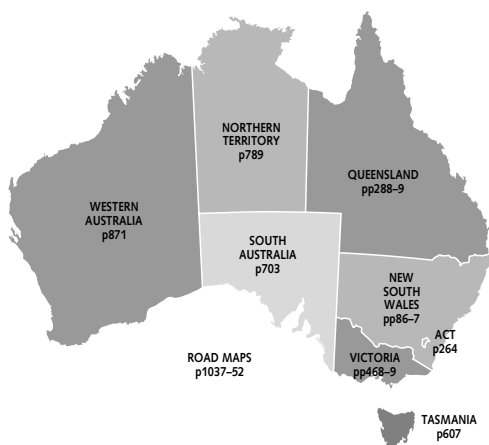 NORTHERN
TERRITORY
p789
QUEENSLAND
pp288–9
WESTERN
AUSTRALIA
p871
SOUTH
AUSTRALIA
p703
NEW
SOUTH
WALES
pp86–7
ACT
p264
ROAD MAPS
p1037–52
VICTORIA
pp468–9
TASMANIA
p607